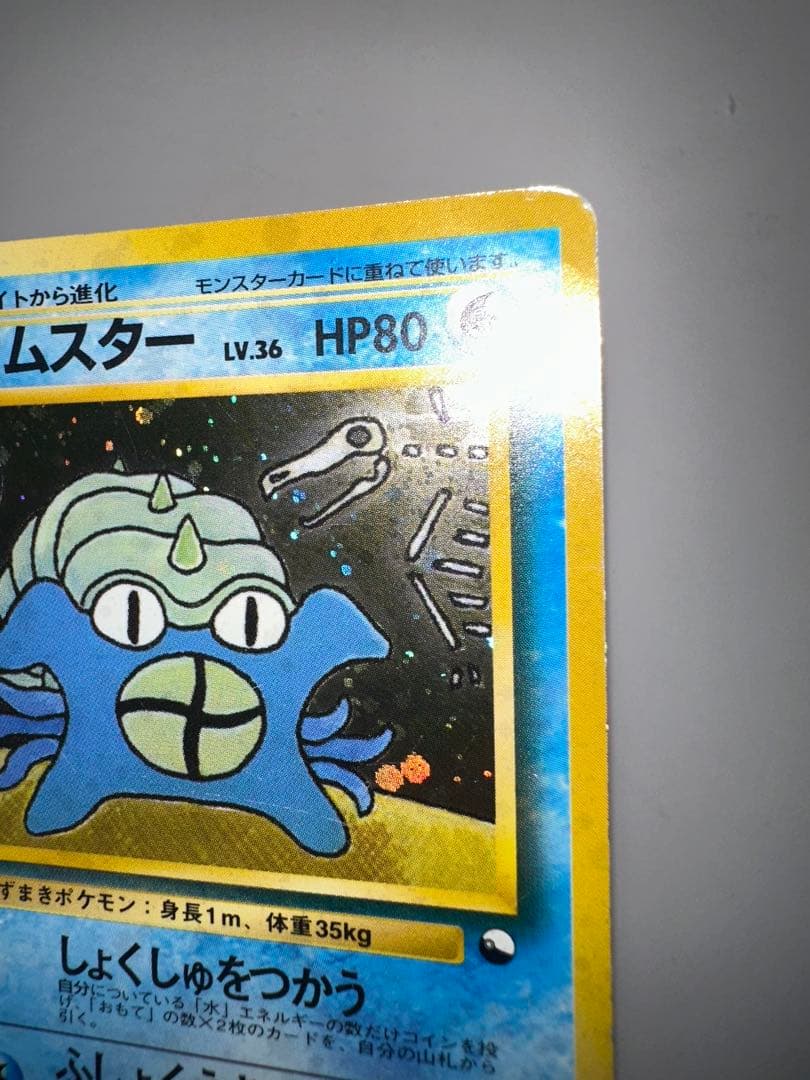 イトから進化 モンスターカードに重ねて使います。
ムスター LV.36 HP80
ずまきポケモン：身長1m、体重35kg
しょくしゅをつかう
自分についている「水」エネルギーの数だけコインを投
げ、「おもて」の数×2枚のカードを、自分の山札から
引く。
ふしょく